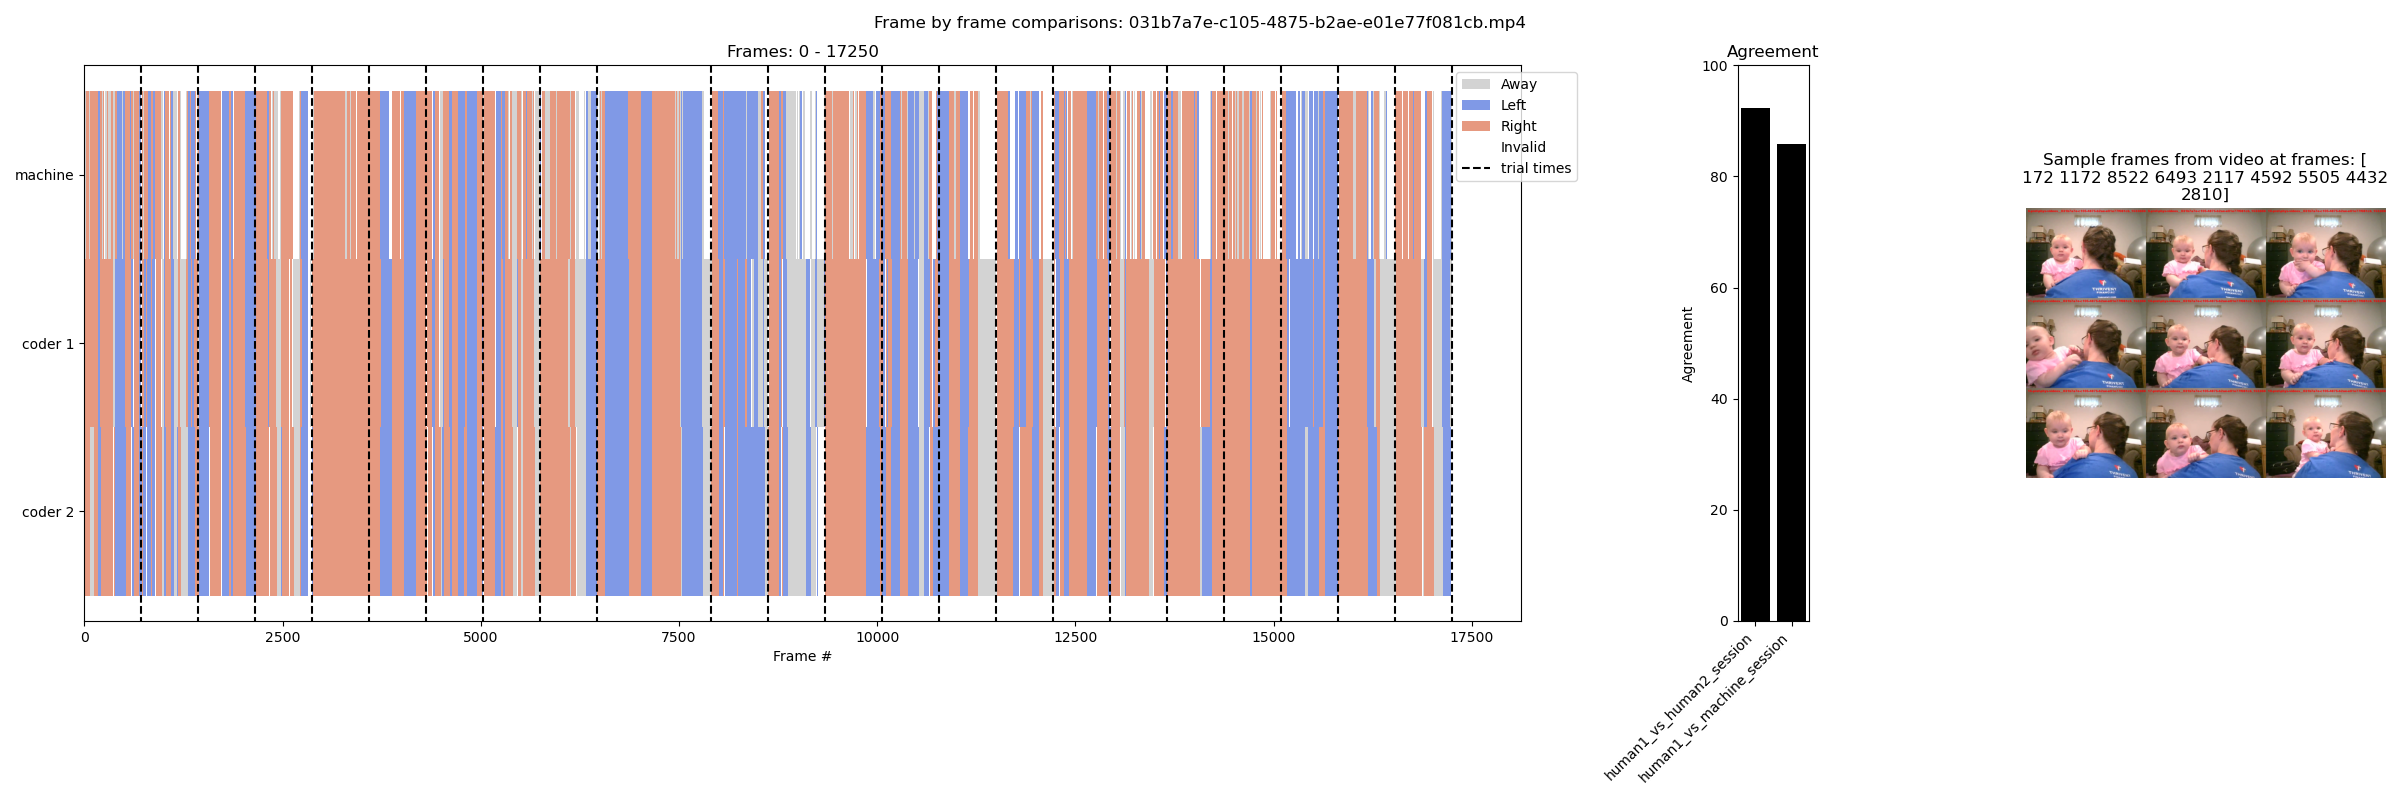 Frame by frame comparisons: 031b7a7e-c105-4875-b2ae-e01e77f081cb.mp4
Frames: 0 - 17250
machine
coder 1
coder 2
0
2500
5000
7500
10000
12500
15000
17500
Frame #
Away
Left
Right
Invalid
trial times
Agreement
100
80
60
40
20
0
Agreement
human1_vs_human2_session
human1_vs_machine_session
Sample frames from video at frames: [
172 1172 8522 6493 2117 4592 5505 4432
2810]